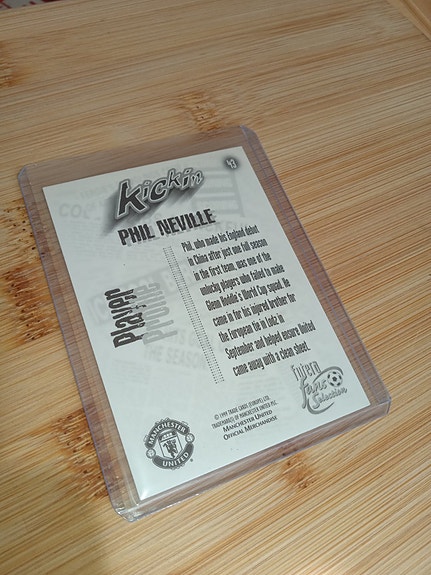 kickin
43
PHIL NEVILLE
Player
Profile
Phil, who made his England debut
in China after just one full season
in the first team, was one of the
unlucky players who failed to make
Glenn Hoddle's World Cup squad. He
came in for his injured brother for
the European tie in Lodz in
September and helped ensure United
came away with a clean sheet.
Futera
Fans
Selection
© 1999 TRADE CARDS (EUROPE) LTD.
TRADEMARKS OF MANCHESTER UNITED PLC
MANCHESTER UNITED
OFFICIAL MERCHANDISE
MANCHESTER
UNITED